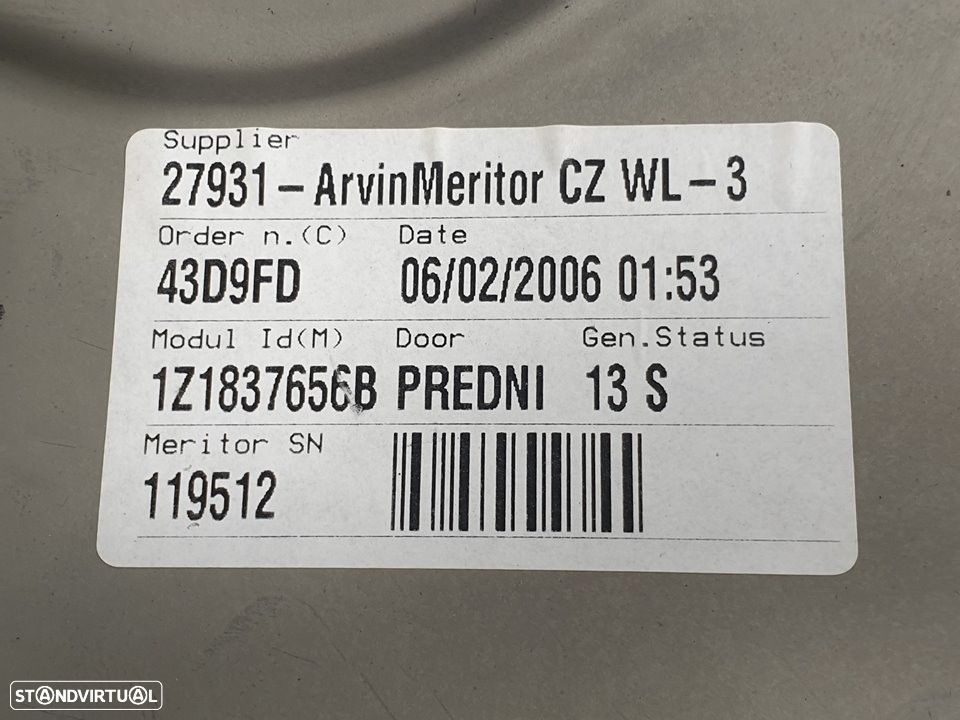 Supplier
27931 - ArvinMeritor CZ WL - 3
Order n.(C) Date
43D9FD 06/02/2006 01:53
Modul Id(M) Door Gen.Status
1Z1837656B PREDNI 13 S
Meritor SN
119512
STANDVIRTUAL